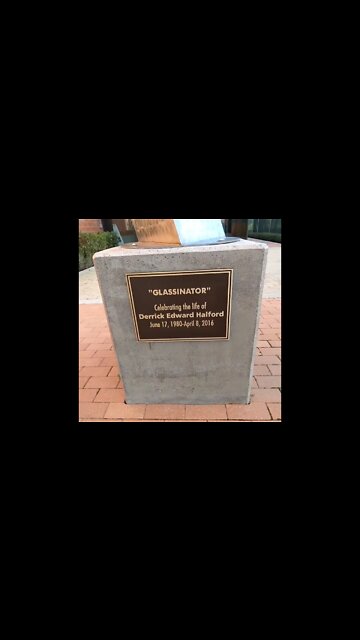 "GLASSINATOR"
Celebrating the life of
Derrick Edward Halford
June 17, 1980-April 8, 2016